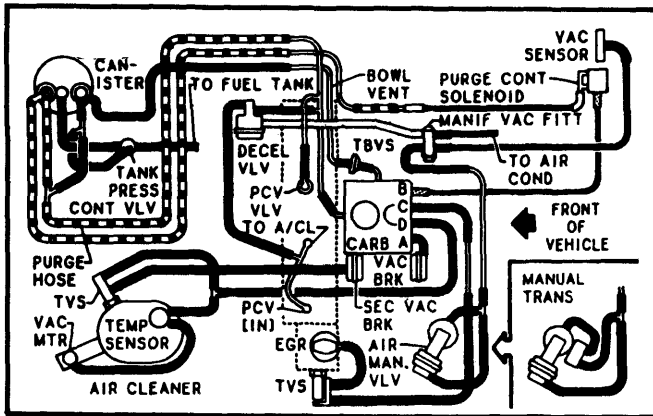 CAN-
ISTER
TO FUEL TANK
BOWL
VENT
VAC
SENSOR
PURGE CONT
SOLENOID
MANIF VAC FITT
DECEL
VLV
TBVS
TO AIR
COND
TANK
PRESS
CONT VLV
PCV
VLV
TO A/CL
B
C
D
CARB A
VAC
BRK
FRONT
OF
VEHICLE
PURGE
HOSE
TVS
VAC
MTR
TEMP
SENSOR
PCV
[IN]
SEC VAC
BRK
MANUAL
TRANS
EGR
AIR
MAN.
VLV
TVS
AIR CLEANER